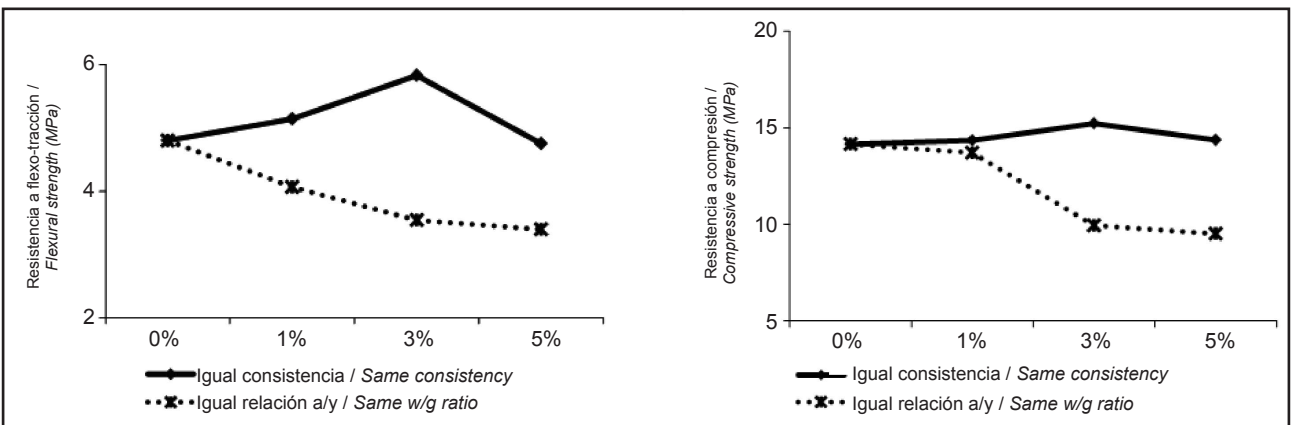 Resistencia a flexo-tracción /
Flexural strength (MPa)
6
4
2
0% 1% 3% 5%
Igual consistencia / Same consistency
Igual relación a/y / Same w/g ratio
Resistencia a compresión /
Compressive strength (MPa)
20
15
10
5
0% 1% 3% 5%
Igual consistencia / Same consistency
Igual relación a/y / Same w/g ratio